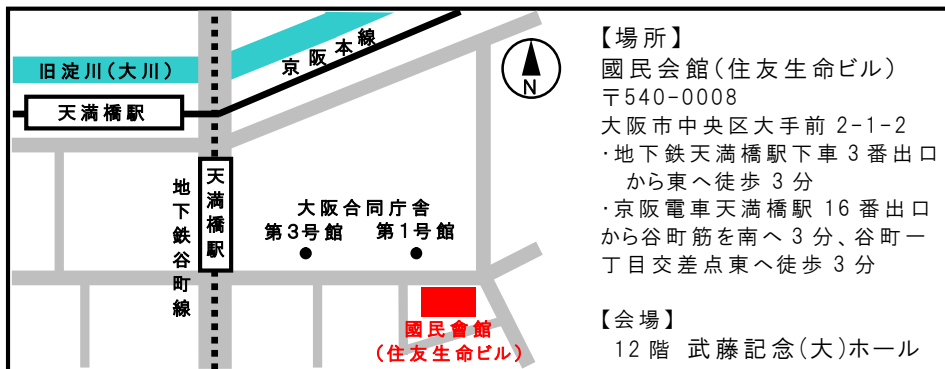 旧淀川(大川)
京阪本線
天満橋駅
N
地下鉄谷町線
天満橋駅
大阪合同庁舎
第3号館 第1号館
國民會館
(住友生命ビル)
【場所】
國民会館(住友生命ビル)
〒540-0008
大阪市中央区大手前 2-1-2
・地下鉄天満橋駅下車 3 番出口
から東へ徒歩 3 分
・京阪電車天満橋駅 16 番出口
から谷町筋を南へ 3 分、谷町一
丁目交差点東へ徒歩 3 分
【会場】
12 階 武藤記念(大)ホール